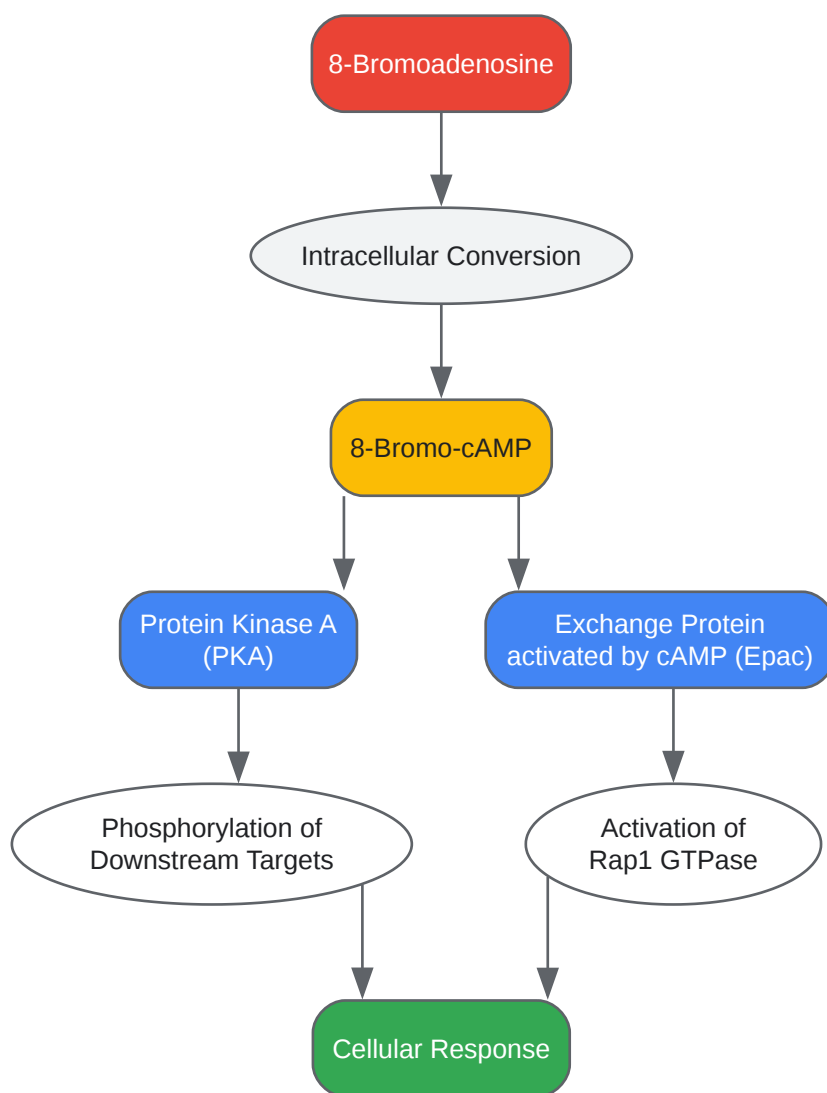 8-Bromoadenosine
Intracellular Conversion
8-Bromo-cAMP
Protein Kinase A
(PKA)
Exchange Protein
activated by cAMP (Epac)
Phosphorylation of
Downstream Targets
Activation of
Rap1 GTPase
Cellular Response